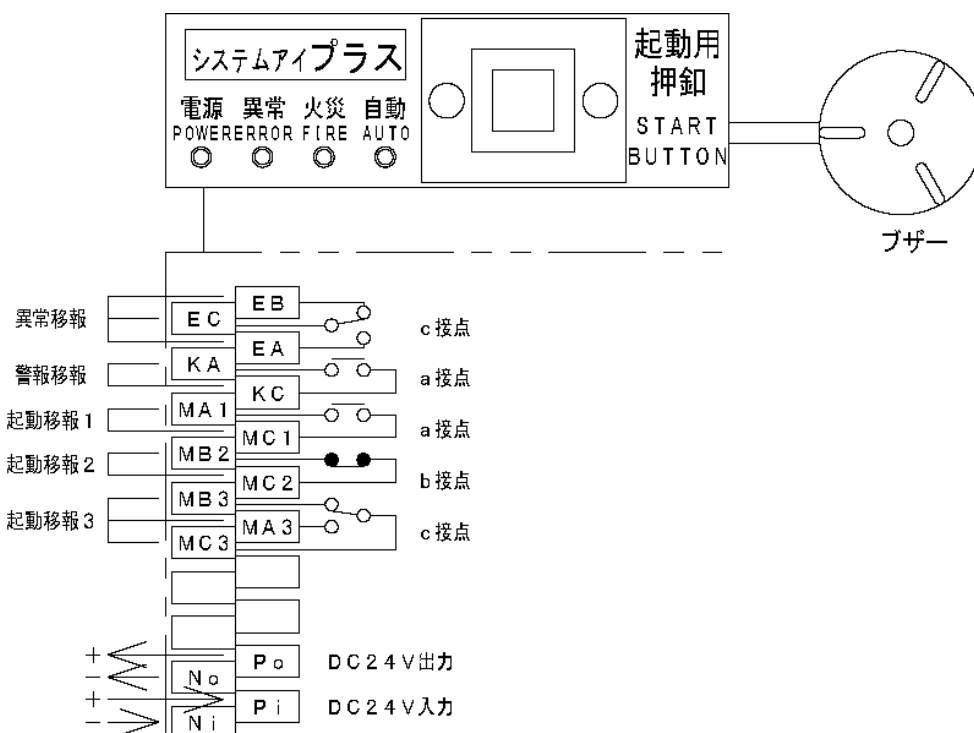 システムアイプラス
起動用
押釦
START
BUTTON
電源 異常 火災 自動
POWER ERROR FIRE AUTO
ブザー
異常移報 EB c接点
EC
EA
警報移報 KA a接点
KC
起動移報1 MA1 a接点
MC1
起動移報2 MB2 b接点
MC2
起動移報3 MB3 c接点
MA3
MC3
+ Po DC24V出力
- No
+ Pi DC24V入力
- Ni